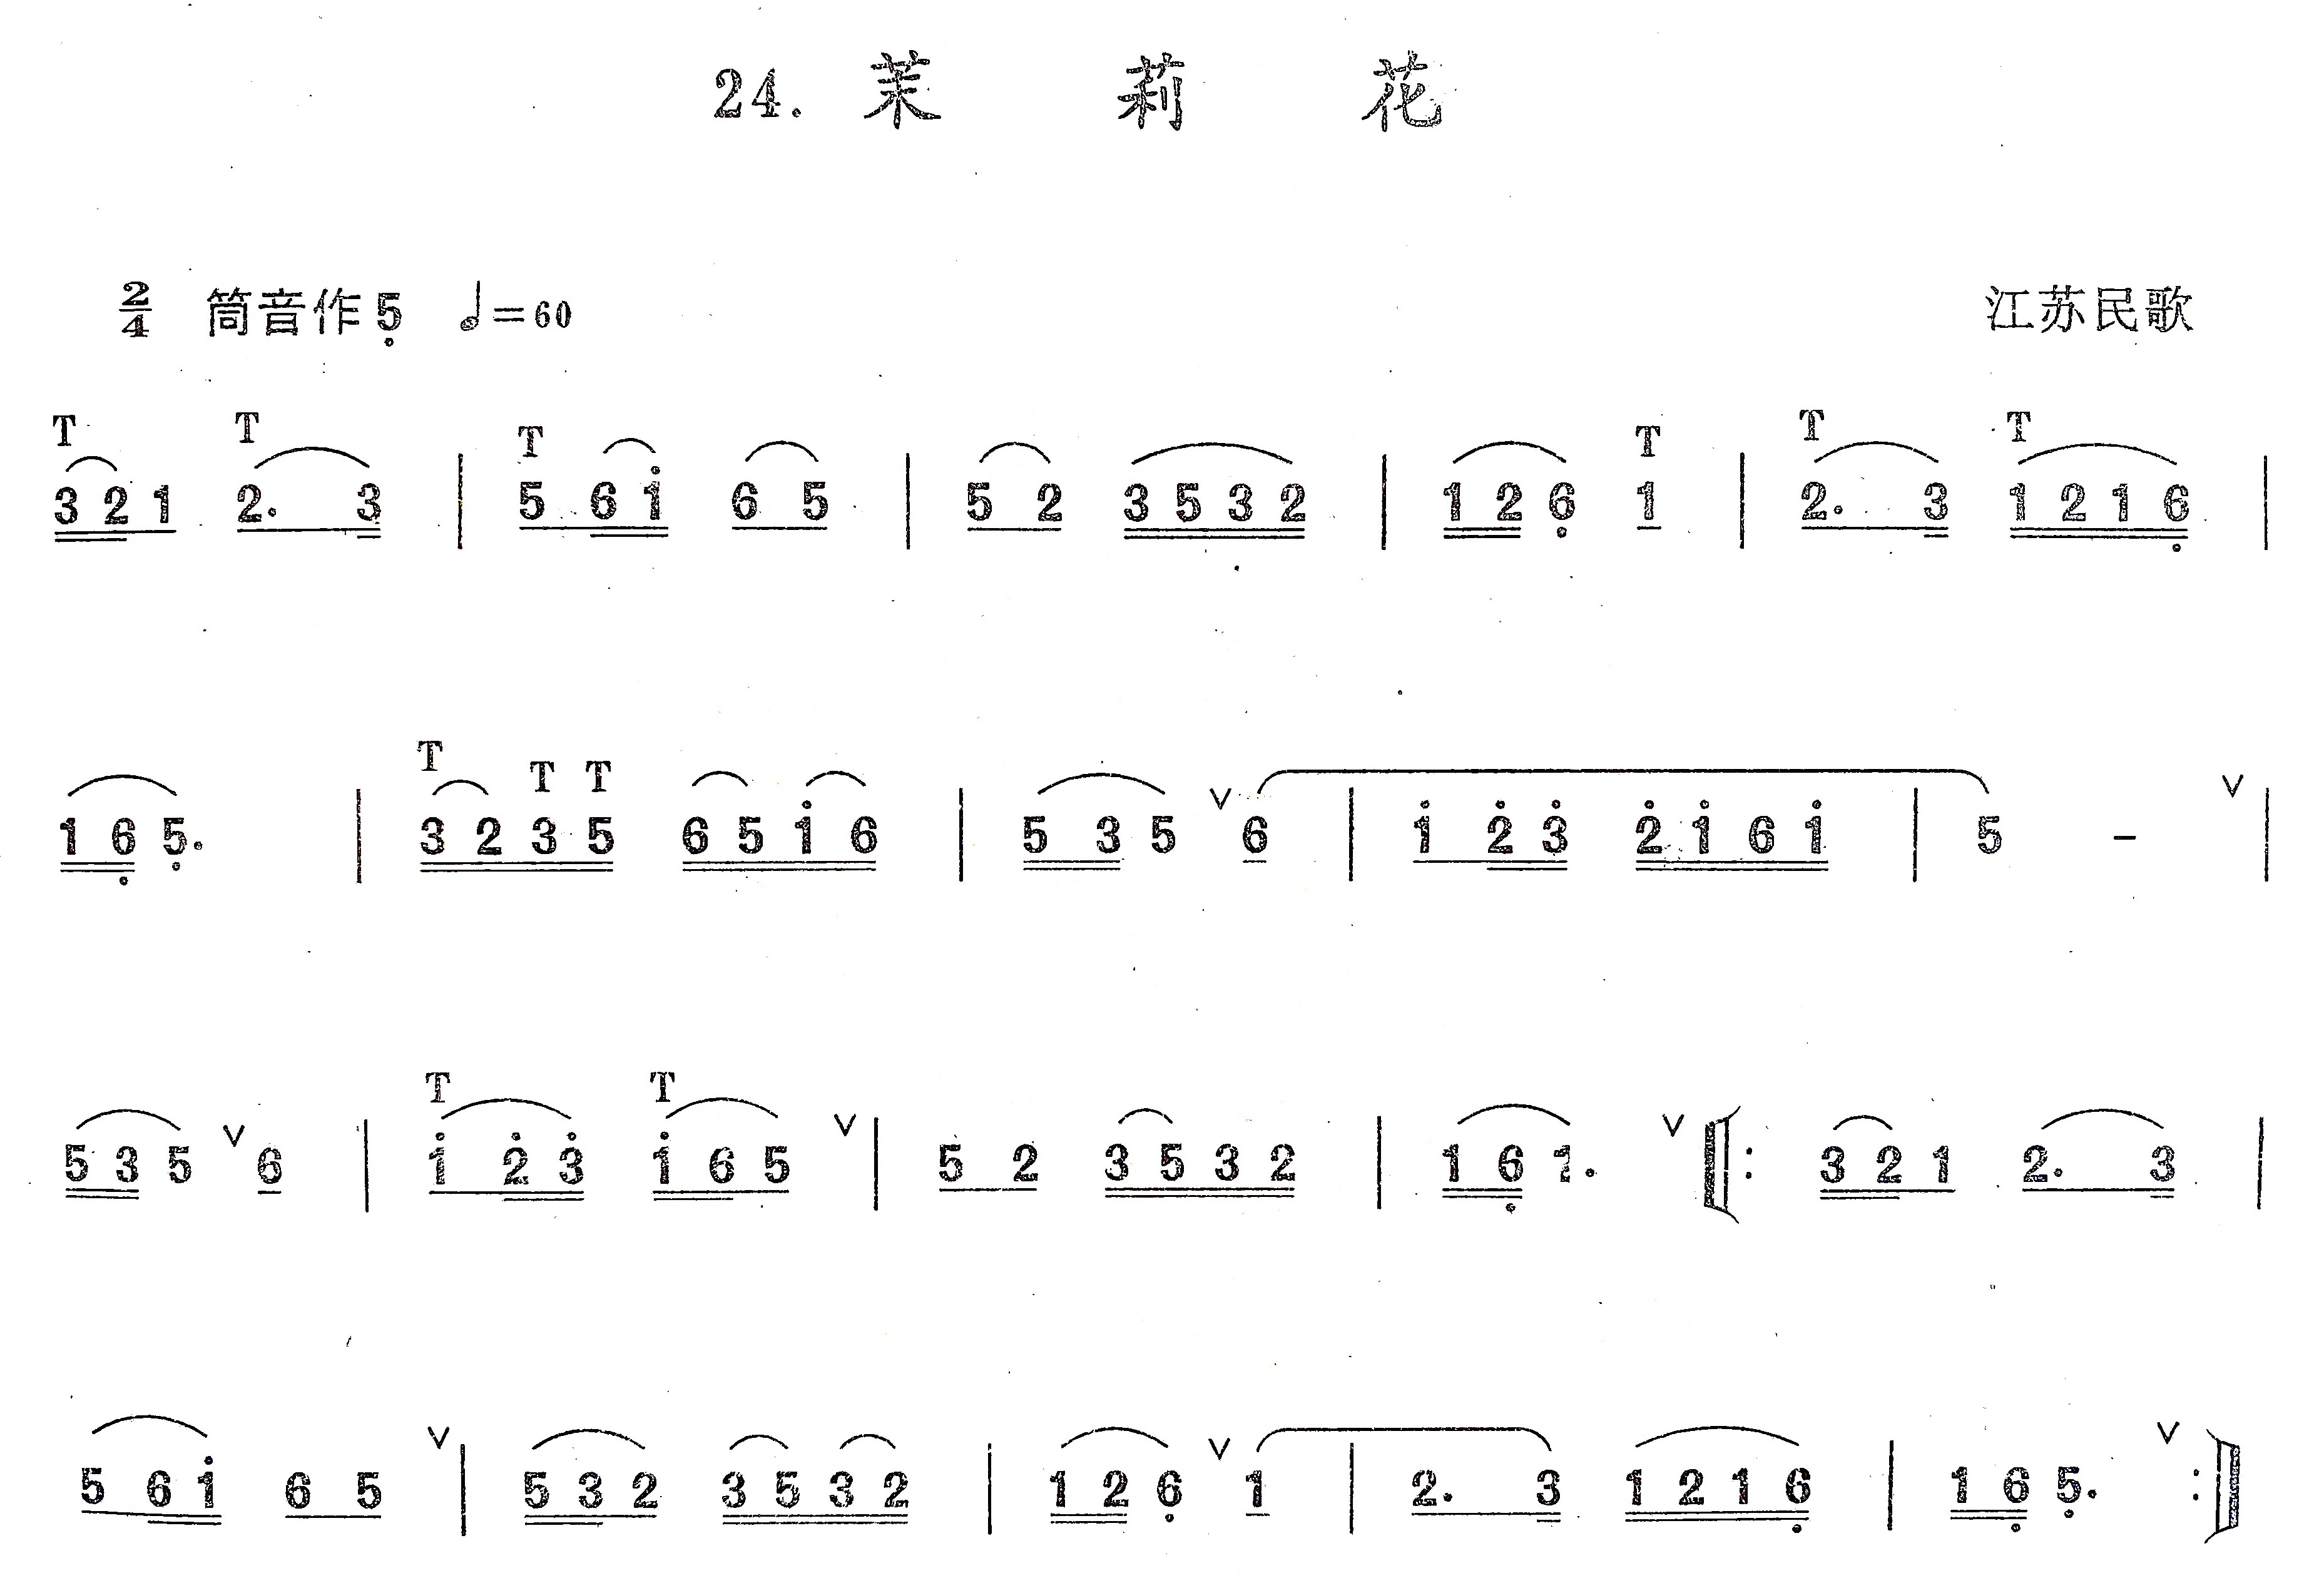 24. 茉 莉 花
2/4 筒音作5̣ ♩=60 江苏民歌
T T T T T T
3 2 1 2. 3 | 5 6 1̇ 6 5 | 5 2 3 5 3 2 | 1 2 6̣ 1 | 2. 3 1 2 1 6̣ |
T T T V V
1 6̣ 5̣. | 3 2 3 5 6 5 1̇ 6 | 5 3 5 6 | 1̇ 2̇ 3̇ 2̇ 1̇ 6 1̇ | 5 - |
V T T V V
5 3 5 6 | 1̇ 2̇ 3̇ 1̇ 6 5 | 5 2 3 5 3 2 | 1 6̣ 1. ‖: 3 2 1 2. 3 |
V V V
5 6 1̇ 6 5 | 5 3 2 3 5 3 2 | 1 2 6̣ 1 | 2. 3 1 2 1 6̣ | 1 6̣ 5̣. :‖